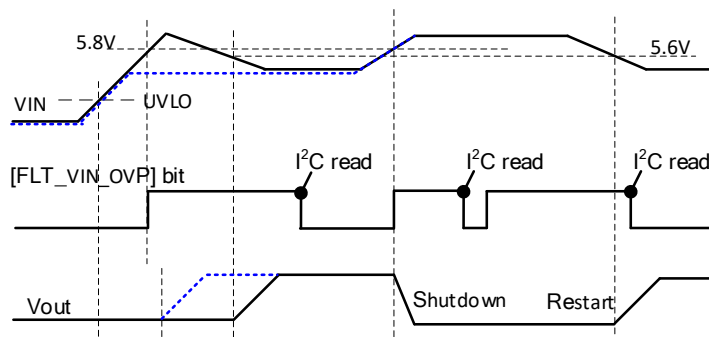 5.8V
5.6V
VIN
UVLO
[FLT_VIN_OVP] bit
I²C read
I²C read
I²C read
Vout
Shutdown
Restart